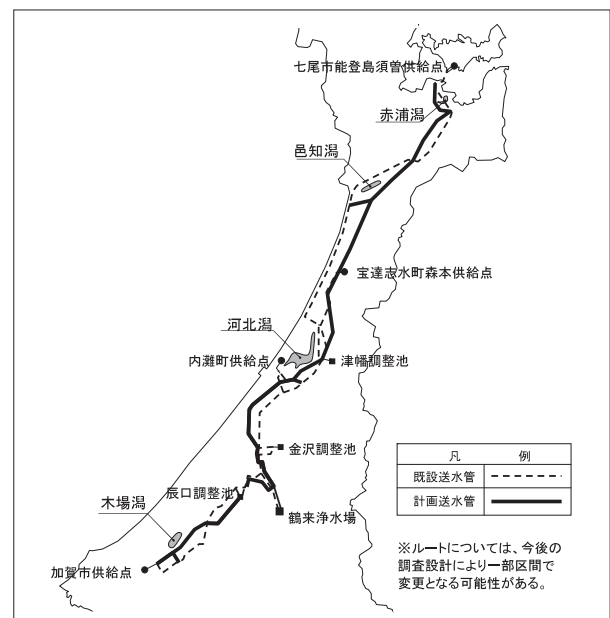 七尾市能登島須曽供給点
赤浦潟
邑知潟
宝達志水町森本供給点
河北潟
内灘町供給点
津幡調整池
金沢調整池
辰口調整池
木場潟
鶴来浄水場
加賀市供給点
凡　例
既設送水管
計画送水管
※ルートについては、今後の
調査設計により一部区間で
変更となる可能性がある。